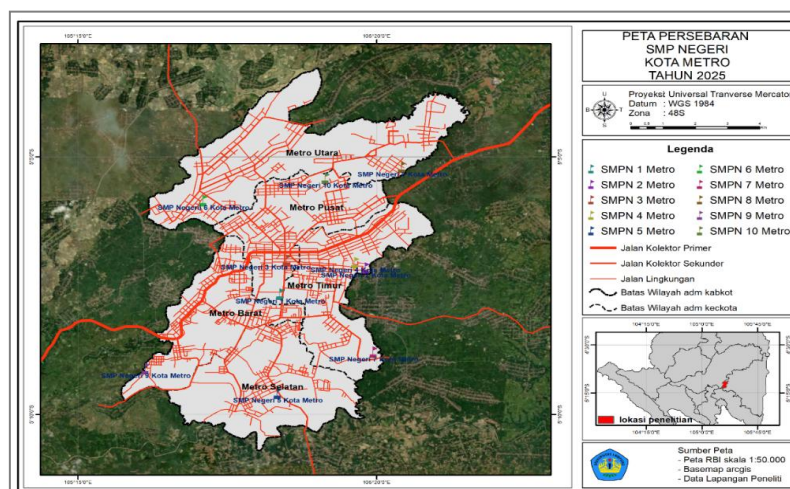 PETA PERSEBARAN
SMP NEGERI
KOTA METRO
TAHUN 2025
Proyeksi Universal Tranverse Mercator
Datum : WGS 1984
Zona : 48S
U
B T
S
Legenda
SMPN 1 Metro
SMPN 2 Metro
SMPN 3 Metro
SMPN 4 Metro
SMPN 5 Metro
SMPN 6 Metro
SMPN 7 Metro
SMPN 8 Metro
SMPN 9 Metro
SMPN 10 Metro
Jalan Kolektor Primer
Jalan Kolektor Sekunder
Jalan Lingkungan
Batas Wilayah adm kabkot
Batas Wilayah adm keckota
lokasi penelitian
Sumber Peta
- Peta RBI skala 1:50.000
- Basemap arcgis
- Data Lapangan Peneliti
Metro Utara
SMP Negeri 10 Kota Metro
SMP Negeri 6 Kota Metro
Metro Pusat
SMP Negeri 3 Kota Metro
Metro Timur
Metro Barat
SMP Negeri 7 Kota Metro
SMP Negeri 9 Kota Metro
Metro Selatan
SMP Negeri 5 Kota Metro